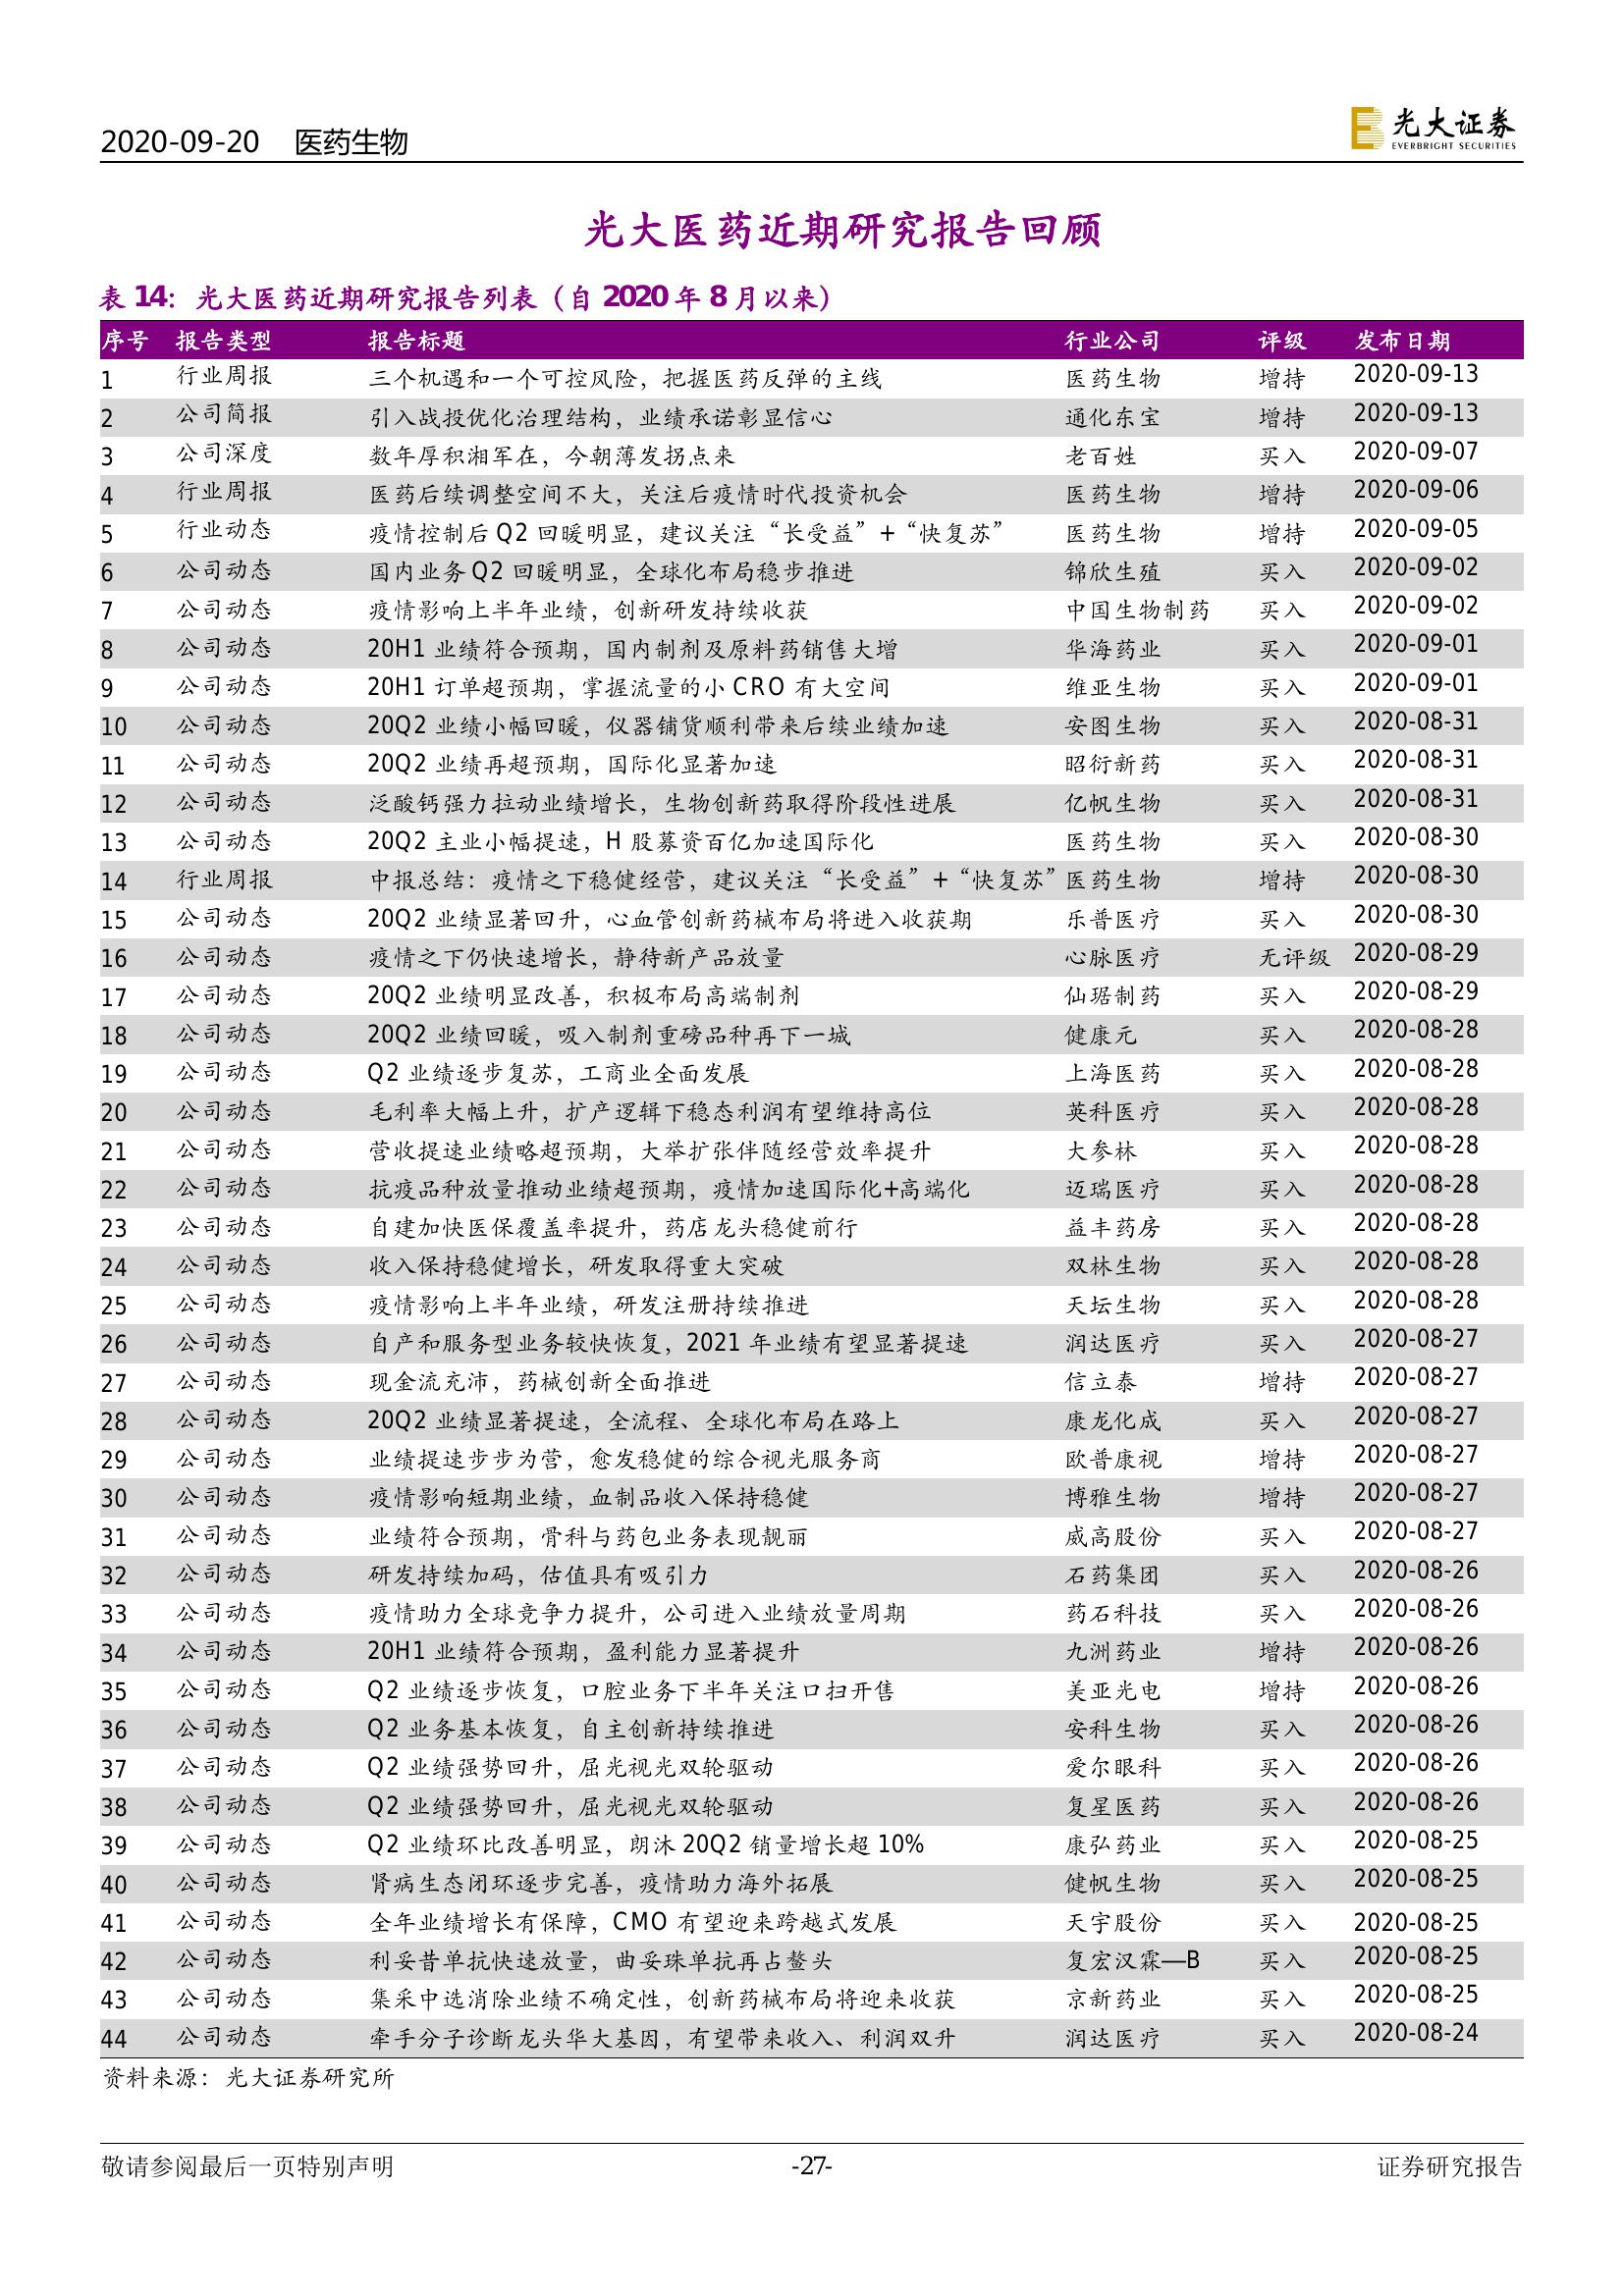 2020-09-20 医药生物
光大证券
EVERBRIGHT SECURITIES
光大医药近期研究报告回顾
表 14：光大医药近期研究报告列表（自 2020 年 8 月以来）
序号 报告类型 报告标题 行业公司 评级 发布日期
1 行业周报 三个机遇和一个可控风险，把握医药反弹的主线 医药生物 增持 2020-09-13
2 公司简报 引入战投优化治理结构，业绩承诺彰显信心 通化东宝 增持 2020-09-13
3 公司深度 数年厚积湘军在，今朝薄发拐点来 老百姓 买入 2020-09-07
4 行业周报 医药后续调整空间不大，关注后疫情时代投资机会 医药生物 增持 2020-09-06
5 行业动态 疫情控制后 Q2 回暖明显，建议关注“长受益”+“快复苏” 医药生物 增持 2020-09-05
6 公司动态 国内业务 Q2 回暖明显，全球化布局稳步推进 锦欣生殖 买入 2020-09-02
7 公司动态 疫情影响上半年业绩，创新研发持续收获 中国生物制药 买入 2020-09-02
8 公司动态 20H1 业绩符合预期，国内制剂及原料药销售大增 华海药业 买入 2020-09-01
9 公司动态 20H1 订单超预期，掌握流量的小 CRO 有大空间 维亚生物 买入 2020-09-01
10 公司动态 20Q2 业绩小幅回暖，仪器铺货顺利带来后续业绩加速 安图生物 买入 2020-08-31
11 公司动态 20Q2 业绩再超预期，国际化显著加速 昭衍新药 买入 2020-08-31
12 公司动态 泛酸钙强力拉动业绩增长，生物创新药取得阶段性进展 亿帆生物 买入 2020-08-31
13 公司动态 20Q2 主业小幅提速，H 股募资百亿加速国际化 医药生物 买入 2020-08-30
14 行业周报 中报总结：疫情之下稳健经营，建议关注“长受益”+“快复苏” 医药生物 增持 2020-08-30
15 公司动态 20Q2 业绩显著回升，心血管创新药械布局将进入收获期 乐普医疗 买入 2020-08-30
16 公司动态 疫情之下仍快速增长，静待新产品放量 心脉医疗 无评级 2020-08-29
17 公司动态 20Q2 业绩明显改善，积极布局高端制剂 仙琚制药 买入 2020-08-29
18 公司动态 20Q2 业绩回暖，吸入制剂重磅品种再下一城 健康元 买入 2020-08-28
19 公司动态 Q2 业绩逐步复苏，工商业全面发展 上海医药 买入 2020-08-28
20 公司动态 毛利率大幅上升，扩产逻辑下稳态利润有望维持高位 英科医疗 买入 2020-08-28
21 公司动态 营收提速业绩略超预期，大举扩张伴随经营效率提升 大参林 买入 2020-08-28
22 公司动态 抗疫品种放量推动业绩超预期，疫情加速国际化+高端化 迈瑞医疗 买入 2020-08-28
23 公司动态 自建加快医保覆盖率提升，药店龙头稳健前行 益丰药房 买入 2020-08-28
24 公司动态 收入保持稳健增长，研发取得重大突破 双林生物 买入 2020-08-28
25 公司动态 疫情影响上半年业绩，研发注册持续推进 天坛生物 买入 2020-08-28
26 公司动态 自产和服务型业务较快恢复，2021 年业绩有望显著提速 润达医疗 买入 2020-08-27
27 公司动态 现金流充沛，药械创新全面推进 信立泰 增持 2020-08-27
28 公司动态 20Q2 业绩显著提速，全流程、全球化布局在路上 康龙化成 买入 2020-08-27
29 公司动态 业绩提速步步为营，愈发稳健的综合视光服务商 欧普康视 增持 2020-08-27
30 公司动态 疫情影响短期业绩，血制品收入保持稳健 博雅生物 增持 2020-08-27
31 公司动态 业绩符合预期，骨科与药包业务表现靓丽 威高股份 买入 2020-08-27
32 公司动态 研发持续加码，估值具有吸引力 石药集团 买入 2020-08-26
33 公司动态 疫情助力全球竞争力提升，公司进入业绩放量周期 药石科技 买入 2020-08-26
34 公司动态 20H1 业绩符合预期，盈利能力显著提升 九洲药业 增持 2020-08-26
35 公司动态 Q2 业绩逐步恢复，口腔业务下半年关注口扫开售 美亚光电 增持 2020-08-26
36 公司动态 Q2 业务基本恢复，自主创新持续推进 安科生物 买入 2020-08-26
37 公司动态 Q2 业绩强势回升，屈光视光双轮驱动 爱尔眼科 买入 2020-08-26
38 公司动态 Q2 业绩强势回升，屈光视光双轮驱动 复星医药 买入 2020-08-26
39 公司动态 Q2 业绩环比改善明显，朗沐 20Q2 销量增长超 10% 康弘药业 买入 2020-08-25
40 公司动态 肾病生态闭环逐步完善，疫情助力海外拓展 健帆生物 买入 2020-08-25
41 公司动态 全年业绩增长有保障，CMO 有望迎来跨越式发展 天宇股份 买入 2020-08-25
42 公司动态 利妥昔单抗快速放量，曲妥珠单抗再占鳌头 复宏汉霖—B 买入 2020-08-25
43 公司动态 集采中选消除业绩不确定性，创新药械布局将迎来收获 京新药业 买入 2020-08-25
44 公司动态 牵手分子诊断龙头华大基因，有望带来收入、利润双升 润达医疗 买入 2020-08-24
资料来源：光大证券研究所
敬请参阅最后一页特别声明 -27- 证券研究报告